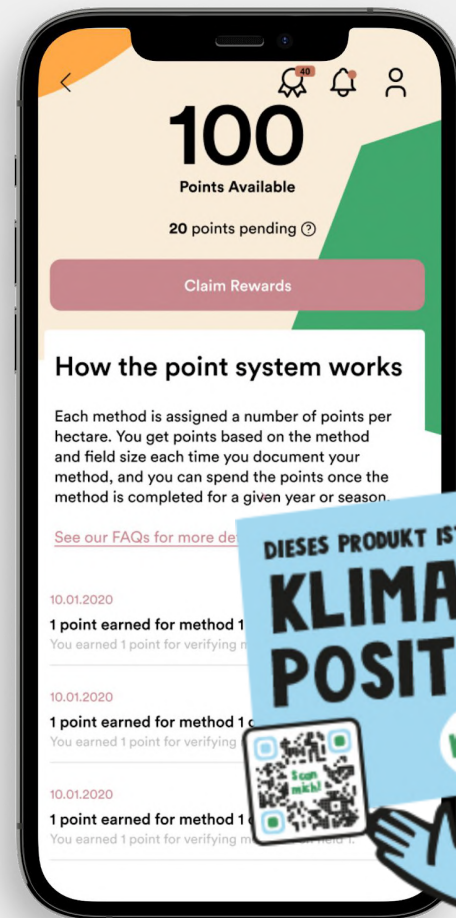 40
100
Points Available
20 points pending ?
Claim Rewards
How the point system works
Each method is assigned a number of points per
hectare. You get points based on the method
and field size each time you document your
method, and you can spend the points once the
method is completed for a given year or season.
See our FAQs for more
10.01.2020
1 point earned for method 1
You earned 1 point for verifying
10.01.2020
1 point earned for method 1
You earned 1 point for verifying
10.01.2020
1 point earned for method 1
You earned 1 point for verifying field 1.
DIESES PRODUKT IST
KLIMA
POSIT
Scan
mich!